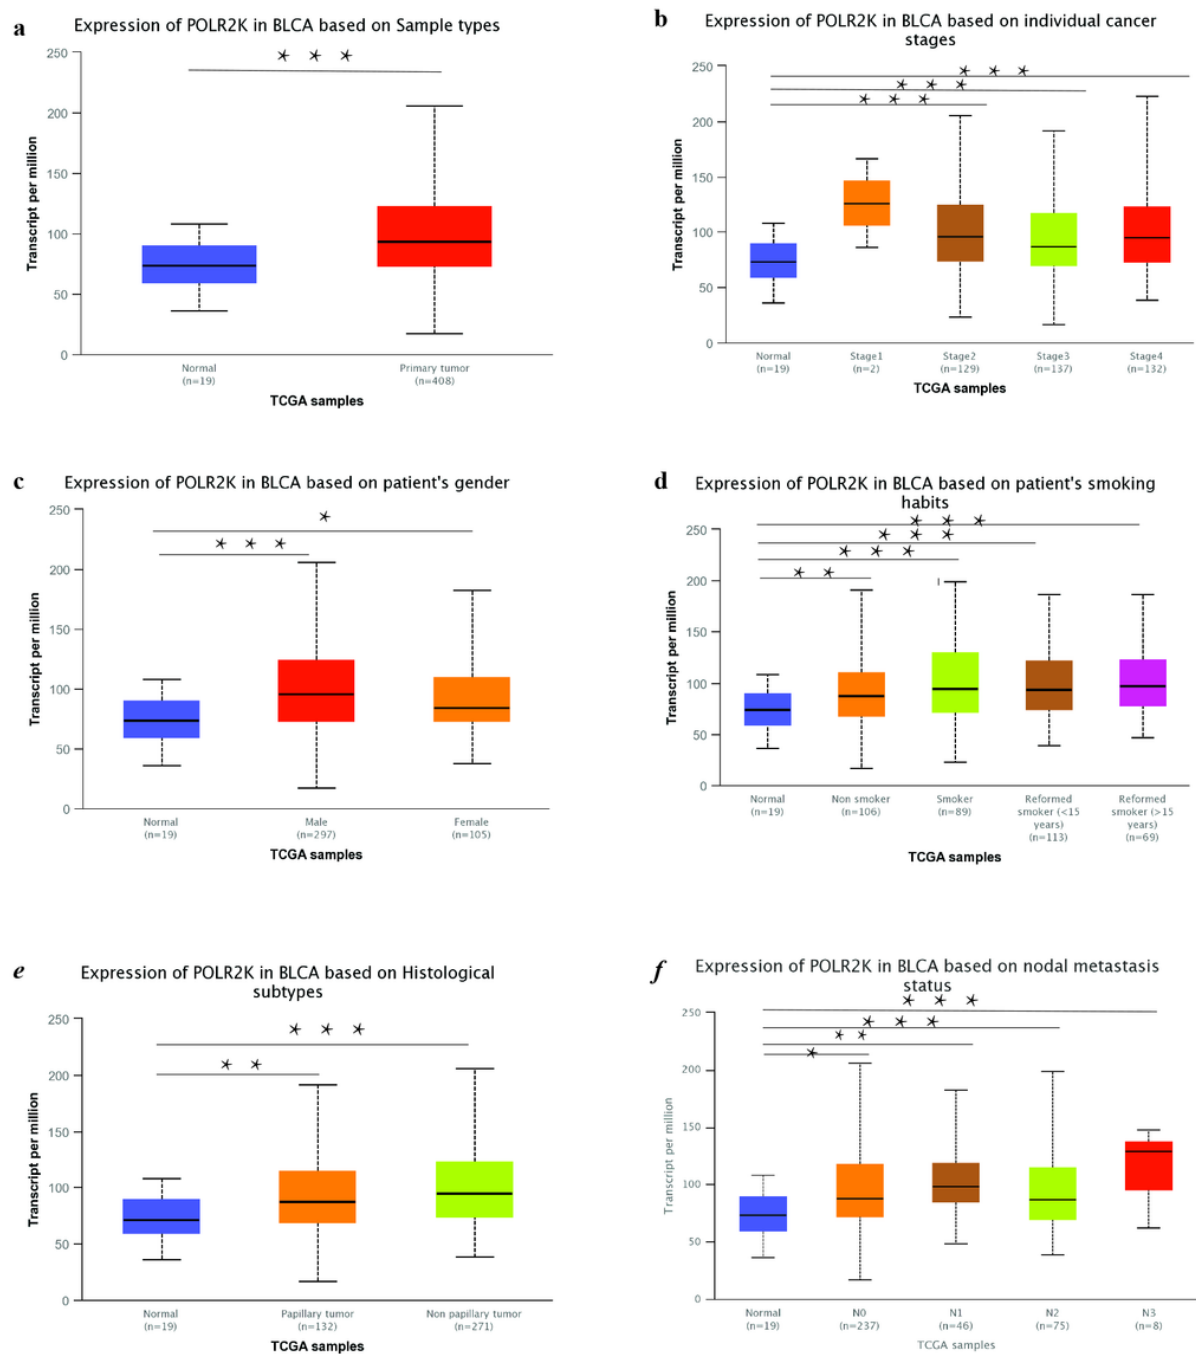 a
Expression of POLR2K in BLCA based on Sample types
* * *
250
200
150
100
50
0
Transcript per million
Normal
(n=19)
Primary tumor
(n=408)
TCGA samples
b
Expression of POLR2K in BLCA based on individual cancer
stages
* * *
* * *
* * *
250
200
150
100
50
0
Transcript per million
Normal
(n=19)
Stage1
(n=2)
Stage2
(n=129)
Stage3
(n=137)
Stage4
(n=132)
TCGA samples
c
Expression of POLR2K in BLCA based on patient's gender
*
* * *
250
200
150
100
50
0
Transcript per million
Normal
(n=19)
Male
(n=297)
Female
(n=105)
TCGA samples
d
Expression of POLR2K in BLCA based on patient's smoking
habits
* * *
* * *
* * *
* *
250
200
150
100
50
0
Transcript per million
Normal
(n=19)
Non smoker
(n=106)
Smoker
(n=89)
Reformed
smoker (<15
years)
(n=113)
Reformed
smoker (>15
years)
(n=69)
TCGA samples
e
Expression of POLR2K in BLCA based on Histological
subtypes
* * *
* *
250
200
150
100
50
0
Transcript per million
Normal
(n=19)
Papillary tumor
(n=132)
Non papillary tumor
(n=271)
TCGA samples
f
Expression of POLR2K in BLCA based on nodal metastasis
status
* * *
* * *
* *
*
250
200
150
100
50
0
Transcript per million
Normal
(n=19)
N0
(n=237)
N1
(n=46)
N2
(n=75)
N3
(n=8)
TCGA samples